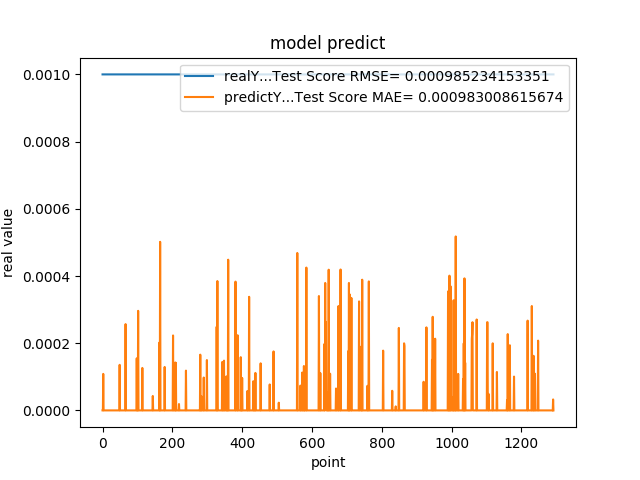 model predict
realY...Test Score RMSE= 0.000985234153351
predictY...Test Score MAE= 0.000983008615674
real value
0.0010
0.0008
0.0006
0.0004
0.0002
0.0000
0 200 400 600 800 1000 1200
point